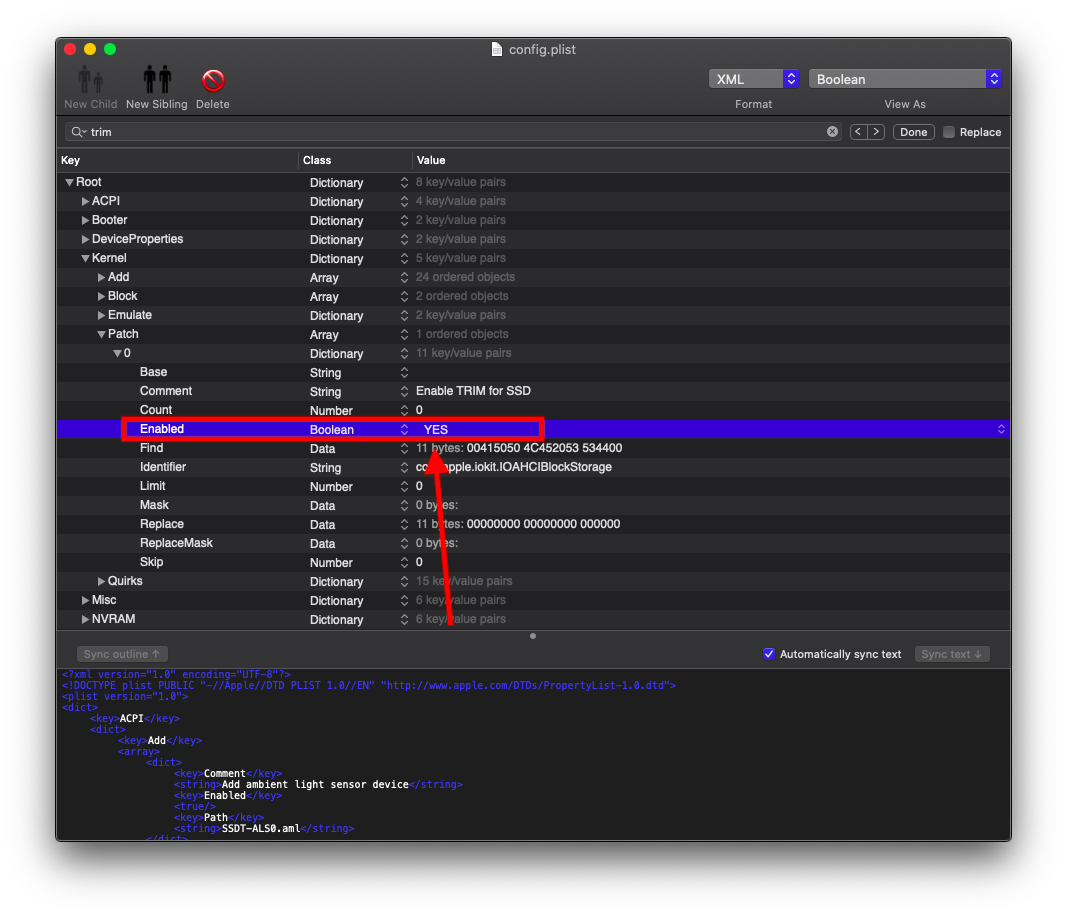 config.plist
New Child New Sibling Delete
XML Boolean
Format View As
trim < > Done Replace
Key Class Value
Root Dictionary 8 key/value pairs
ACPI Dictionary 4 key/value pairs
Booter Dictionary 2 key/value pairs
DeviceProperties Dictionary 2 key/value pairs
Kernel Dictionary 5 key/value pairs
Add Array 24 ordered objects
Block Array 2 ordered objects
Emulate Dictionary 2 key/value pairs
Patch Array 1 ordered objects
0 Dictionary 11 key/value pairs
Base String
Comment String Enable TRIM for SSD
Count Number 0
Enabled Boolean YES
Find Data 11 bytes: 00415050 4C452053 534400
Identifier String com.apple.iokit.IOAHCIBlockStorage
Limit Number 0
Mask Data 0 bytes:
Replace Data 11 bytes: 00000000 00000000 000000
ReplaceMask Data 0 bytes:
Skip Number 0
Quirks Dictionary 15 key/value pairs
Misc Dictionary 6 key/value pairs
NVRAM Dictionary 6 key/value pairs
Sync outline ↑ Automatically sync text Sync text ↓
<?xml version="1.0" encoding="UTF-8"?>
<!DOCTYPE plist PUBLIC "-//Apple//DTD PLIST 1.0//EN" "http://www.apple.com/DTDs/PropertyList-1.0.dtd">
<plist version="1.0">
<dict>
<key>ACPI</key>
<dict>
<key>Add</key>
<array>
<dict>
<key>Comment</key>
<string>Add ambient light sensor device</string>
<key>Enabled</key>
<true/>
<key>Path</key>
<string>SSDT-ALS0.aml</string>
</dict>